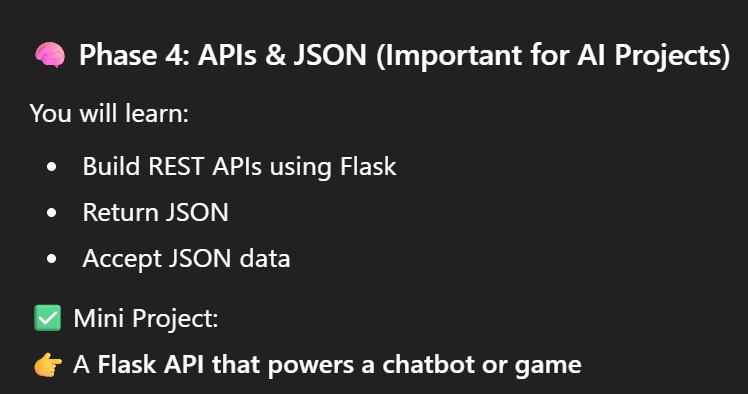 🧠 Phase 4: APIs & JSON (Important for AI Projects)
You will learn:
• Build REST APIs using Flask
• Return JSON
• Accept JSON data
✅ Mini Project:
👉 A Flask API that powers a chatbot or game